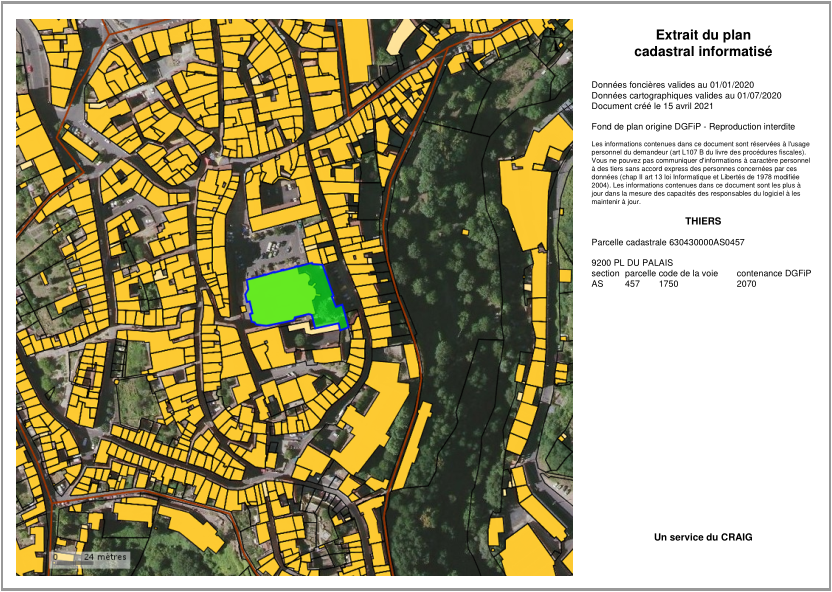 Extrait du plan
cadastral informatisé
Données foncières valides au 01/01/2020
Données cartographiques valides au 01/07/2020
Document créé le 15 avril 2021
Fond de plan origine DGFiP - Reproduction interdite
Les informations contenues dans ce document sont réservées à l'usage
personnel du demandeur (art L107 B du livre des procédures fiscales).
Vous ne pouvez pas communiquer d'informations à caractère personnel
à des tiers sans accord express des personnes concernées par ces
données (chap II art 13 loi Informatique et Libertés de 1978 modifiée
2004). Les informations contenues dans ce document sont les plus à
jour dans la mesure des capacités des responsables du logiciel à les
maintenir à jour.
THIERS
Parcelle cadastrale 630430000AS0457
9200 PL DU PALAIS
section parcelle code de la voie contenance DGFiP
AS 457 1750 2070
Un service du CRAIG
0 24 mètres